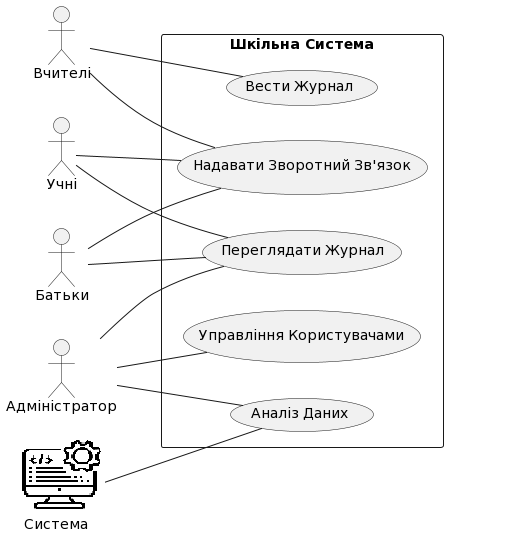 Шкільна Система
Вчителі
Вести Журнал
Надавати Зворотний Зв'язок
Учні
Переглядати Журнал
Батьки
Управління Користувачами
Адміністратор
Аналіз Даних
</>
Система